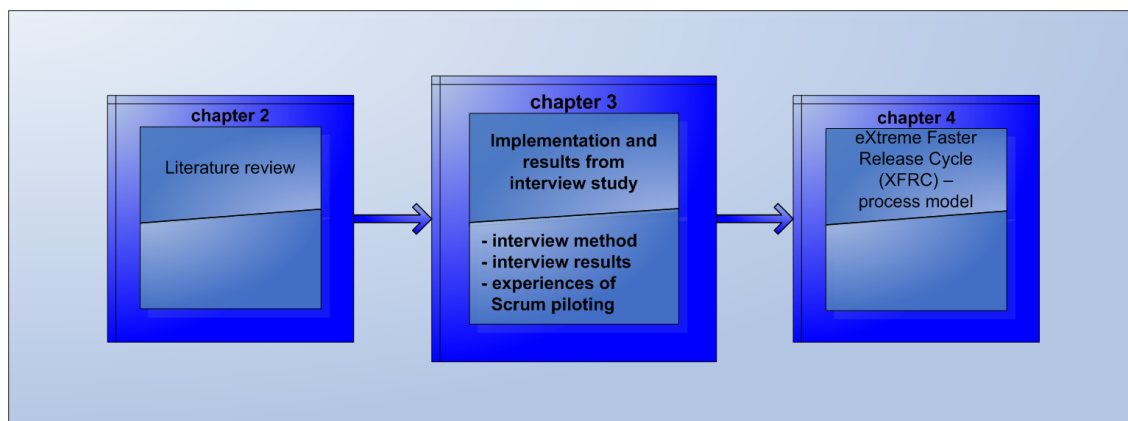 chapter 2
Literature review
chapter 3
Implementation and
results from
interview study
- interview method
- interview results
- experiences of
Scrum piloting
chapter 4
eXtreme Faster
Release Cycle
(XFRC) –
process model